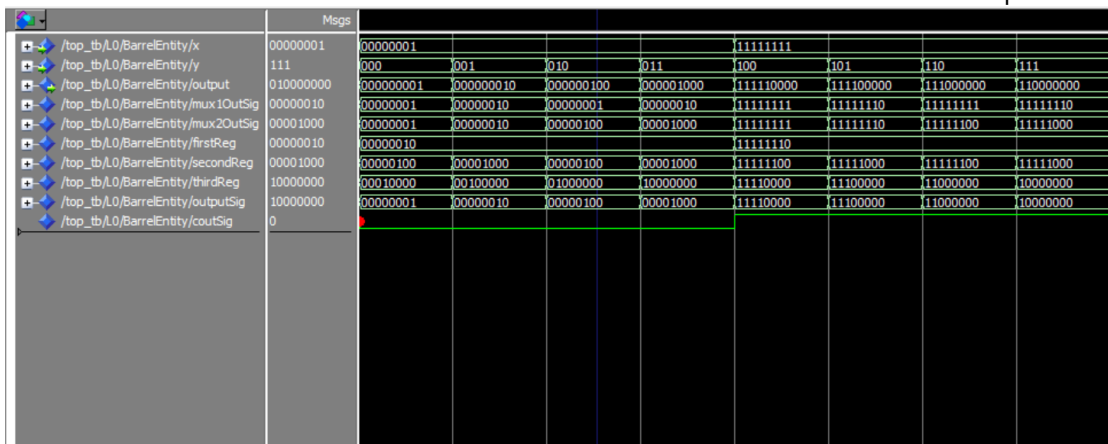 Msgs
/top_tb/L0/BarrelEntity/x 00000001 00000001 11111111
/top_tb/L0/BarrelEntity/y 111 000 001 010 011 100 101 110 111
/top_tb/L0/BarrelEntity/output 010000000 000000001 000000010 000000100 000001000 111110000 111100000 111000000 110000000
/top_tb/L0/BarrelEntity/mux1OutSig 00000010 00000001 00000010 00000001 00000010 11111111 11111110 11111111 11111110
/top_tb/L0/BarrelEntity/mux2OutSig 00001000 00000001 00000010 00000100 00001000 11111111 11111110 11111100 11111000
/top_tb/L0/BarrelEntity/firstReg 00000010 00000010 11111110
/top_tb/L0/BarrelEntity/secondReg 00001000 00000100 00001000 00000100 00001000 11111100 11111000 11111100 11111000
/top_tb/L0/BarrelEntity/thirdReg 10000000 00010000 00100000 01000000 10000000 11110000 11100000 11000000 10000000
/top_tb/L0/BarrelEntity/outputSig 10000000 00000001 00000010 00000100 00001000 11110000 11100000 11000000 10000000
/top_tb/L0/BarrelEntity/coutSig 0